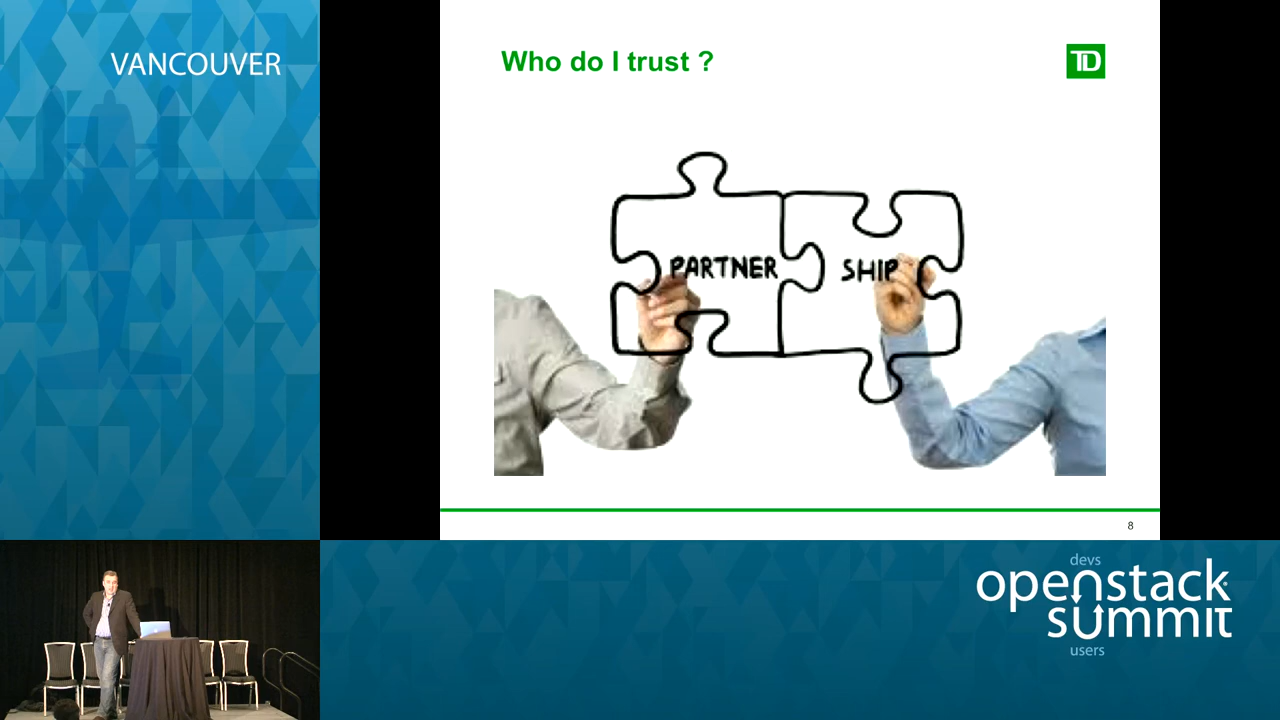 VANCOUVER
Who do I trust ?
TD
PARTNER SHIP
8
devs
openstack
summit
users